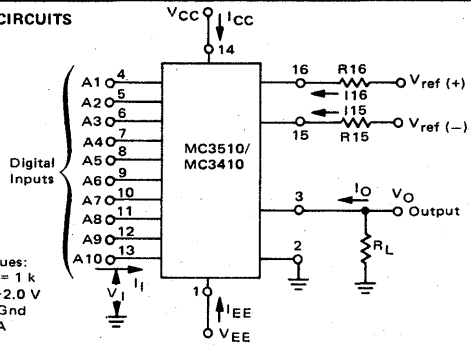 CIRCUITS
VCC
ICC
14
A1 4
A2 5
A3 6
A4 7
A5 8
A6 9
A7 10
A8 11
A9 12
A10 13
Digital
Inputs
MC3510/
MC3410
16
R16
Vref (+)
I16
I15
15
R15
Vref (–)
3
IO
VO
Output
RL
2
VI
II
1
IEE
VEE
ues:
= 1 k
2.0 V
Gnd
A